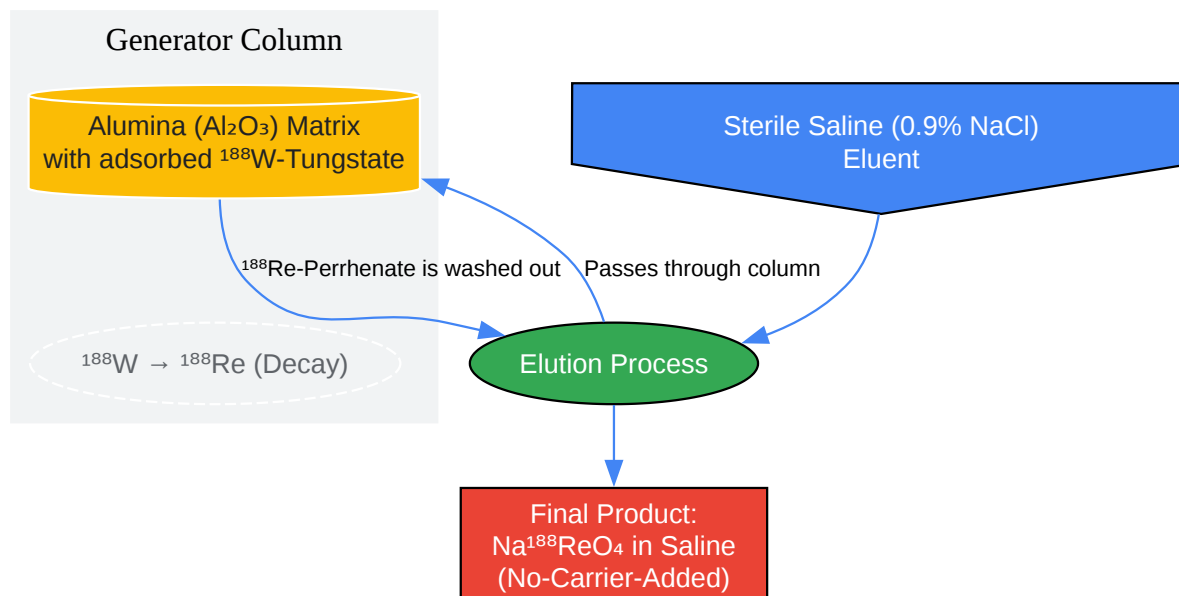 Generator Column
Alumina (Al₂O₃) Matrix
with adsorbed ¹⁸⁸W-Tungstate
Sterile Saline (0.9% NaCl)
Eluent
¹⁸⁸Re-Perrhenate is washed out
Passes through column
¹⁸⁸W → ¹⁸⁸Re (Decay)
Elution Process
Final Product:
Na¹⁸⁸ReO₄ in Saline
(No-Carrier-Added)